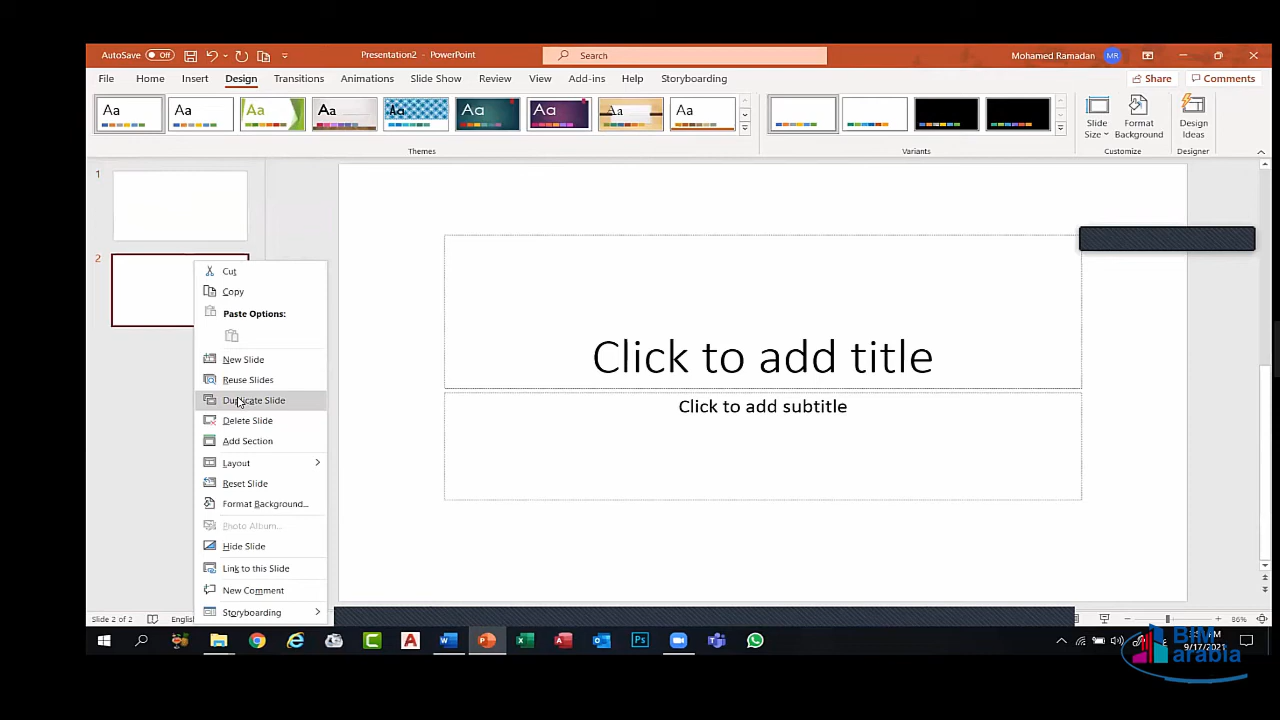 AutoSave Off
Presentation2 - PowerPoint
Search
Mohamed Ramadan MR
File Home Insert Design Transitions Animations Slide Show Review View Add-ins Help Storyboarding
Share Comments
Aa Aa Aa Aa Aa Aa Aa Aa Aa
Slide Size
Format Background
Design Ideas
Themes Variants Customize Designer
1
2
Cut
Copy
Paste Options:
New Slide
Reuse Slides
Duplicate Slide
Delete Slide
Add Section
Layout
Reset Slide
Format Background...
Photo Album...
Hide Slide
Link to this Slide
New Comment
Storyboarding
Click to add title
Click to add subtitle
Slide 2 of 2
86%
9/17/2021
BIM
arabia